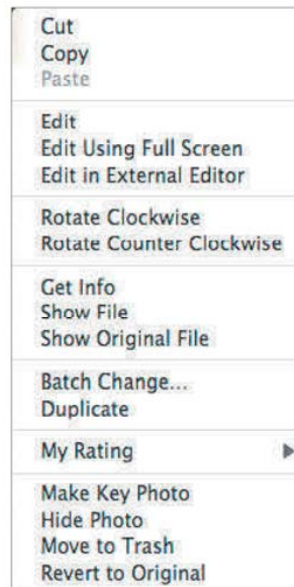 Cut
Copy
Paste
Edit
Edit Using Full Screen
Edit in External Editor
Rotate Clockwise
Rotate Counter Clockwise
Get Info
Show File
Show Original File
Batch Change...
Duplicate
My Rating
Make Key Photo
Hide Photo
Move to Trash
Revert to Original